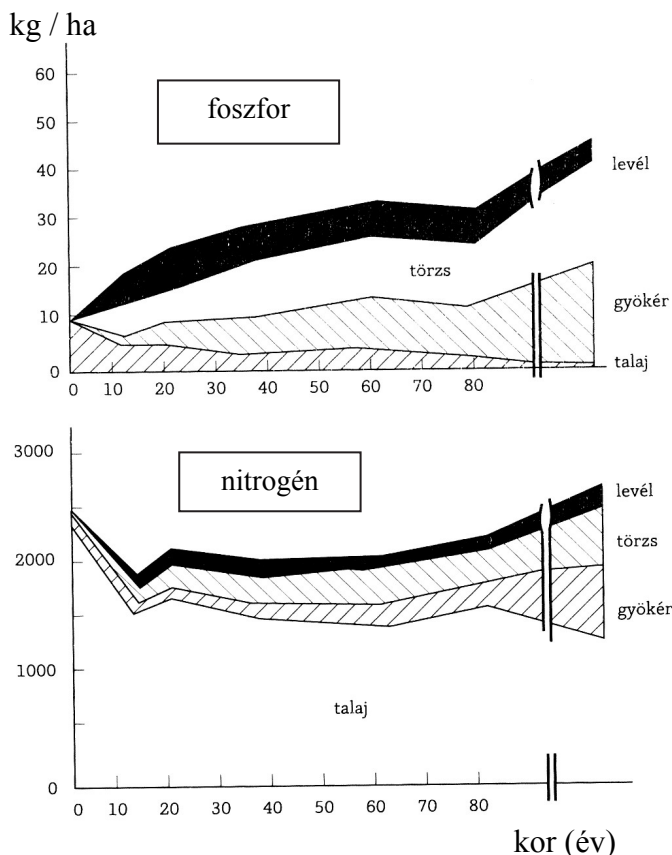 kg / ha
60
foszfor
50
levél
40
30
20
törzs
gyökér
10
talaj
0
0 10 20 30 40 50 60 70 80
3000
nitrogén
levél
2000
törzs
gyökér
1000
talaj
0
0 10 20 30 40 50 60 70 80
kor (év)